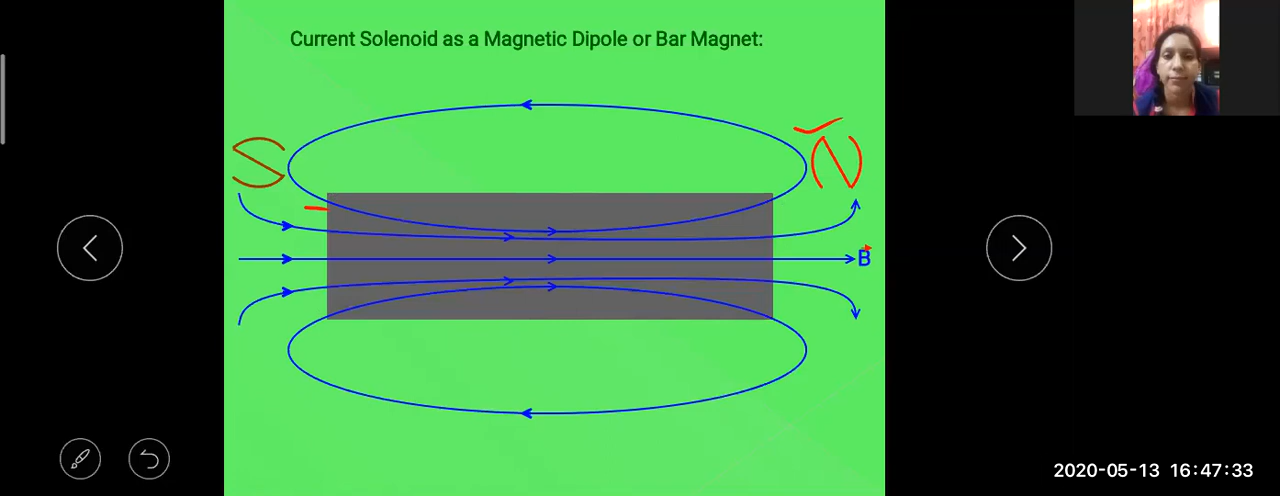 Current Solenoid as a Magnetic Dipole or Bar Magnet:
S
N
B
2020-05-13 16:47:33